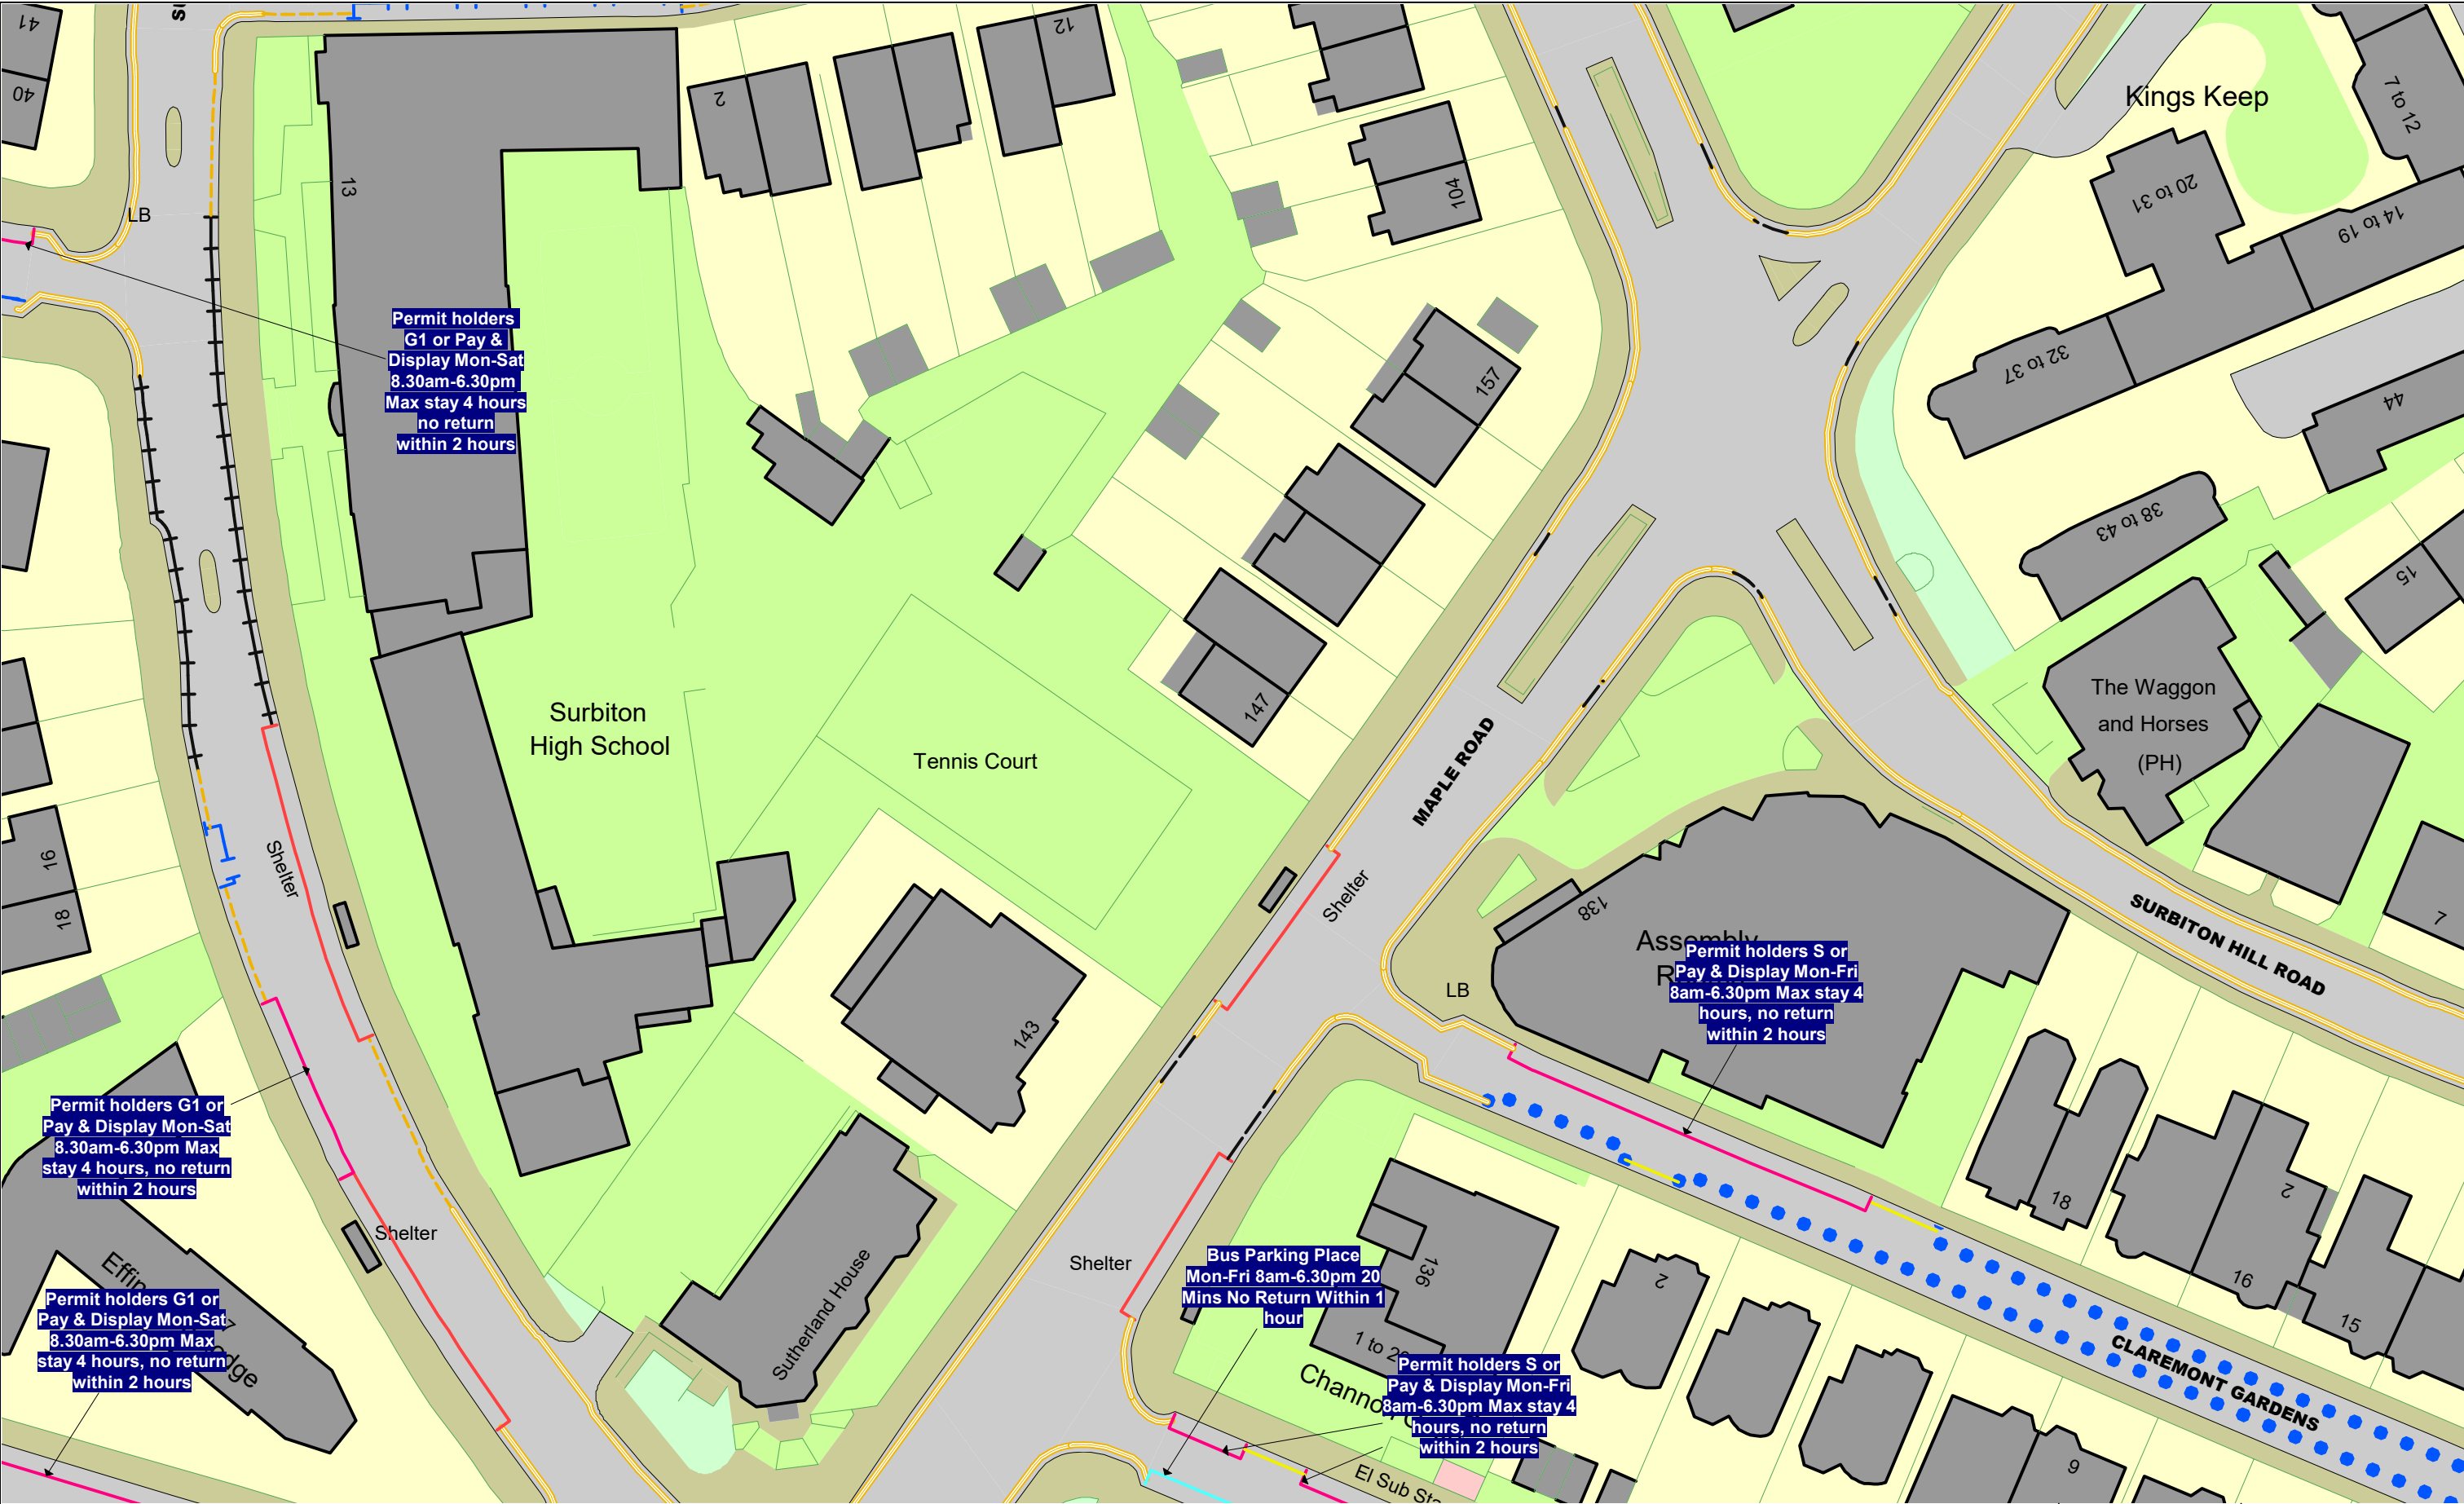 41
40
LB
13
2
12
104
Kings Keep
7 to 12
20 to 31
14 to 19
32 to 37
44
38 to 43
15
157
147
Permit holders
G1 or Pay &
Display Mon-Sat
8.30am-6.30pm
Max stay 4 hours
no return
within 2 hours
Surbiton
High School
Tennis Court
MAPLE ROAD
The Waggon
and Horses
(PH)
7
SURBITON HILL ROAD
16
18
Shelter
Shelter
138
Assembly
LB
Permit holders S or
Pay & Display Mon-Fri
8am-6.30pm Max stay 4
hours, no return
within 2 hours
143
Permit holders G1 or
Pay & Display Mon-Sat
8.30am-6.30pm Max
stay 4 hours, no return
within 2 hours
Shelter
Shelter
Sutherland House
Permit holders G1 or
Pay & Display Mon-Sat
8.30am-6.30pm Max
stay 4 hours, no return
within 2 hours
Bus Parking Place
Mon-Fri 8am-6.30pm 20
Mins No Return Within 1
hour
136
2
18
2
16
15
Permit holders S or
Pay & Display Mon-Fri
8am-6.30pm Max stay 4
hours, no return
within 2 hours
CLAREMONT GARDENS
9
El Sub Sta